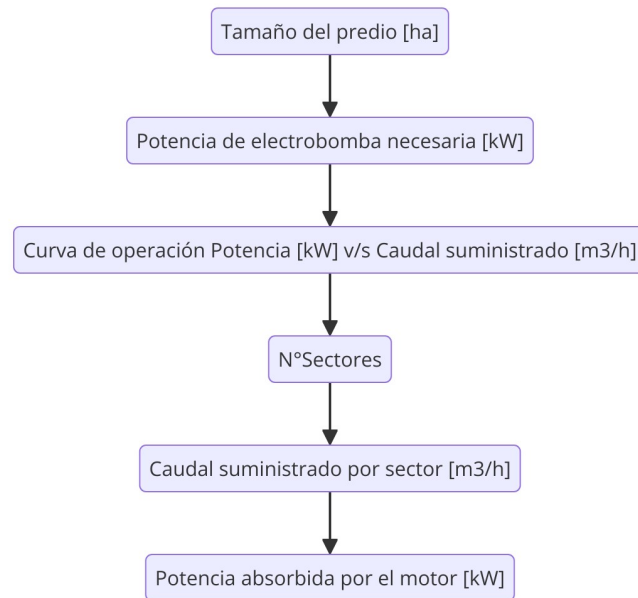 Tamaño del predio [ha]
Potencia de electrobomba necesaria [kW]
Curva de operación Potencia [kW] v/s Caudal suministrado [m3/h]
N°Sectores
Caudal suministrado por sector [m3/h]
Potencia absorbida por el motor [kW]